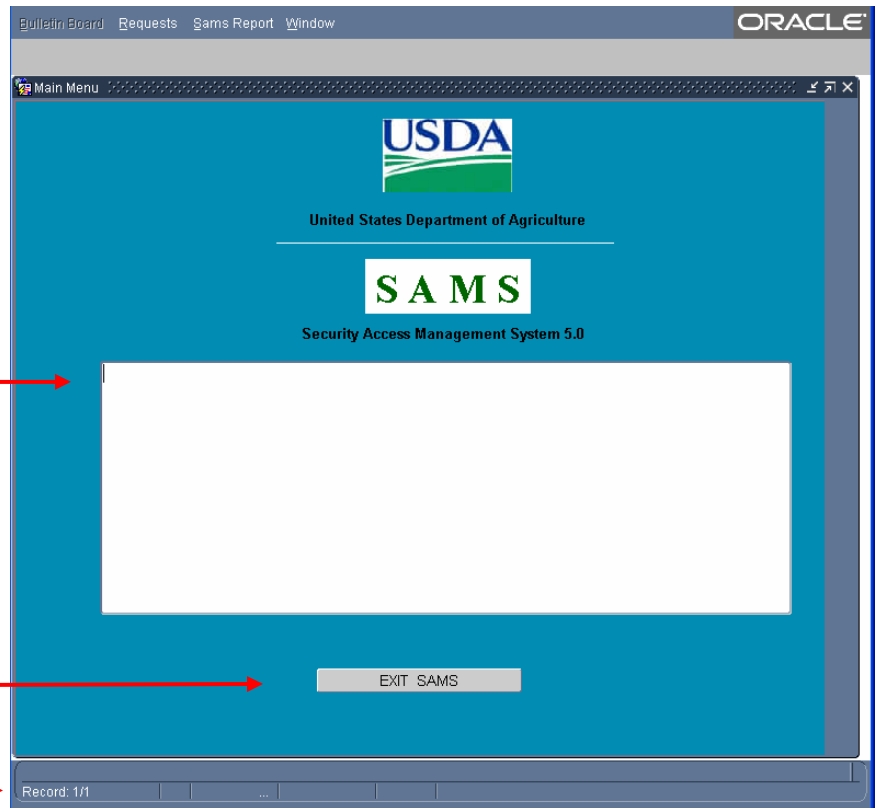 Bulletin Board Requests Sams Report Window ORACLE
Main Menu
USDA
United States Department of Agriculture
S A M S
Security Access Management System 5.0
EXIT SAMS
Record: 1/1 ...